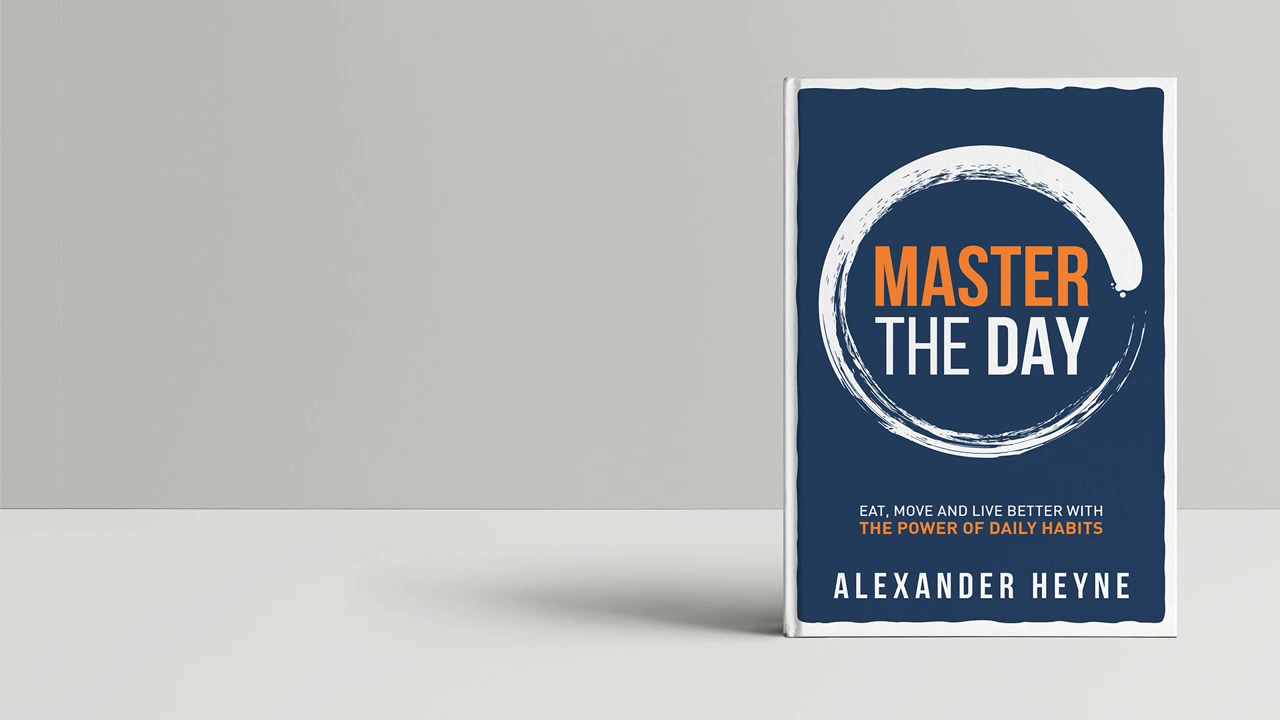 MASTER
THE DAY
EAT, MOVE AND LIVE BETTER WITH
THE POWER OF DAILY HABITS
ALEXANDER HEYNE